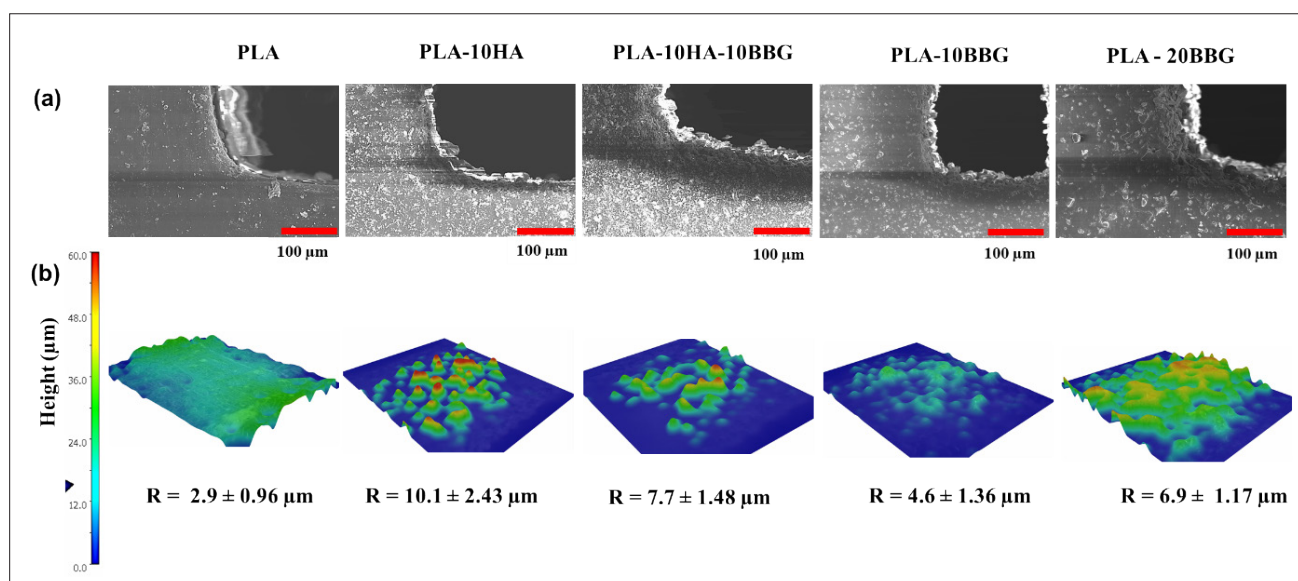 PLA PLA-10HA PLA-10HA-10BBG PLA-10BBG PLA - 20BBG
(a)
100 µm 100 µm 100 µm 100 µm 100 µm
(b)
Height (µm)
60.0
48.0
36.0
24.0
12.0
0.0
R = 2.9 ± 0.96 µm R = 10.1 ± 2.43 µm R = 7.7 ± 1.48 µm R = 4.6 ± 1.36 µm R = 6.9 ± 1.17 µm